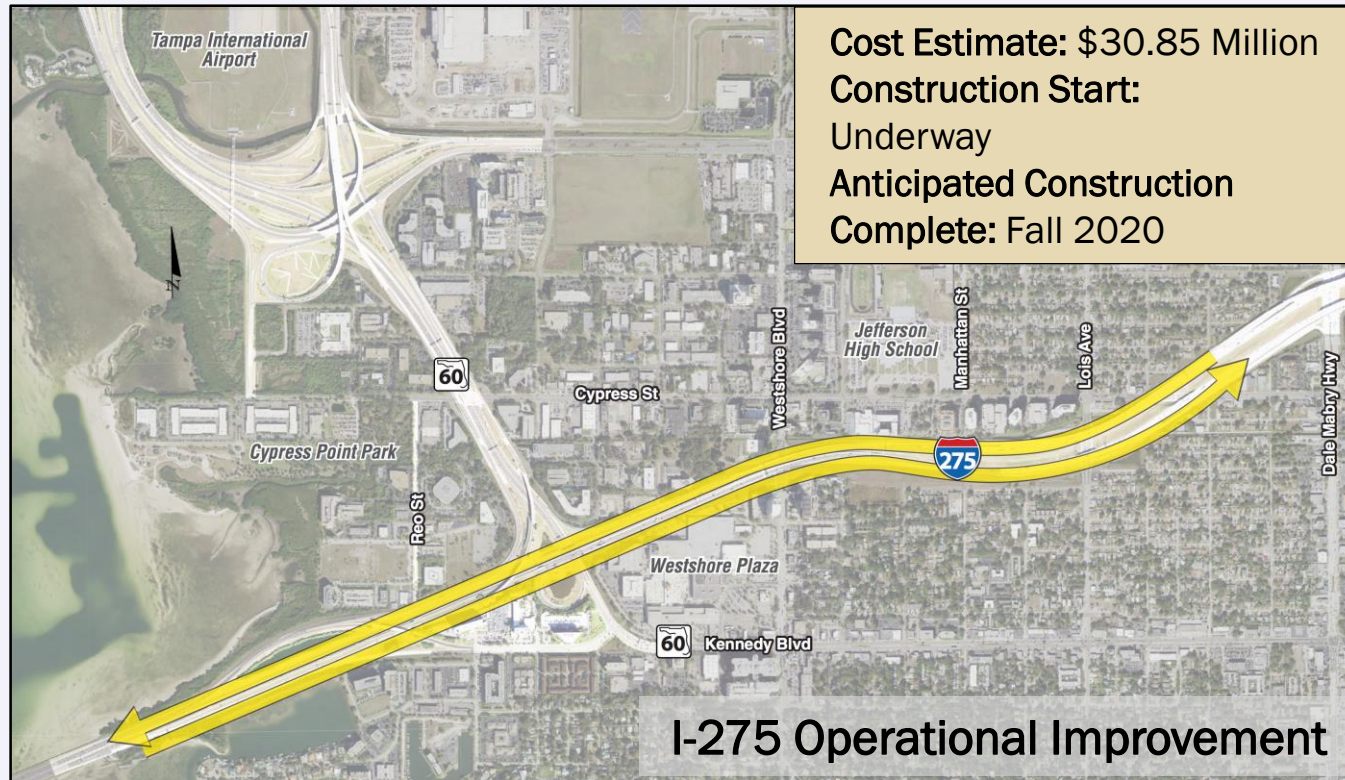 Tampa International
Airport
Cost Estimate: $30.85 Million
Construction Start:
Underway
Anticipated Construction
Complete: Fall 2020
N
60
Cypress St
Westshore Blvd
Jefferson
High School
Manhattan St
Lois Ave
Dale Mabry Hwy
Cypress Point Park
275
Reo St
Westshore Plaza
60
Kennedy Blvd
I-275 Operational Improvement